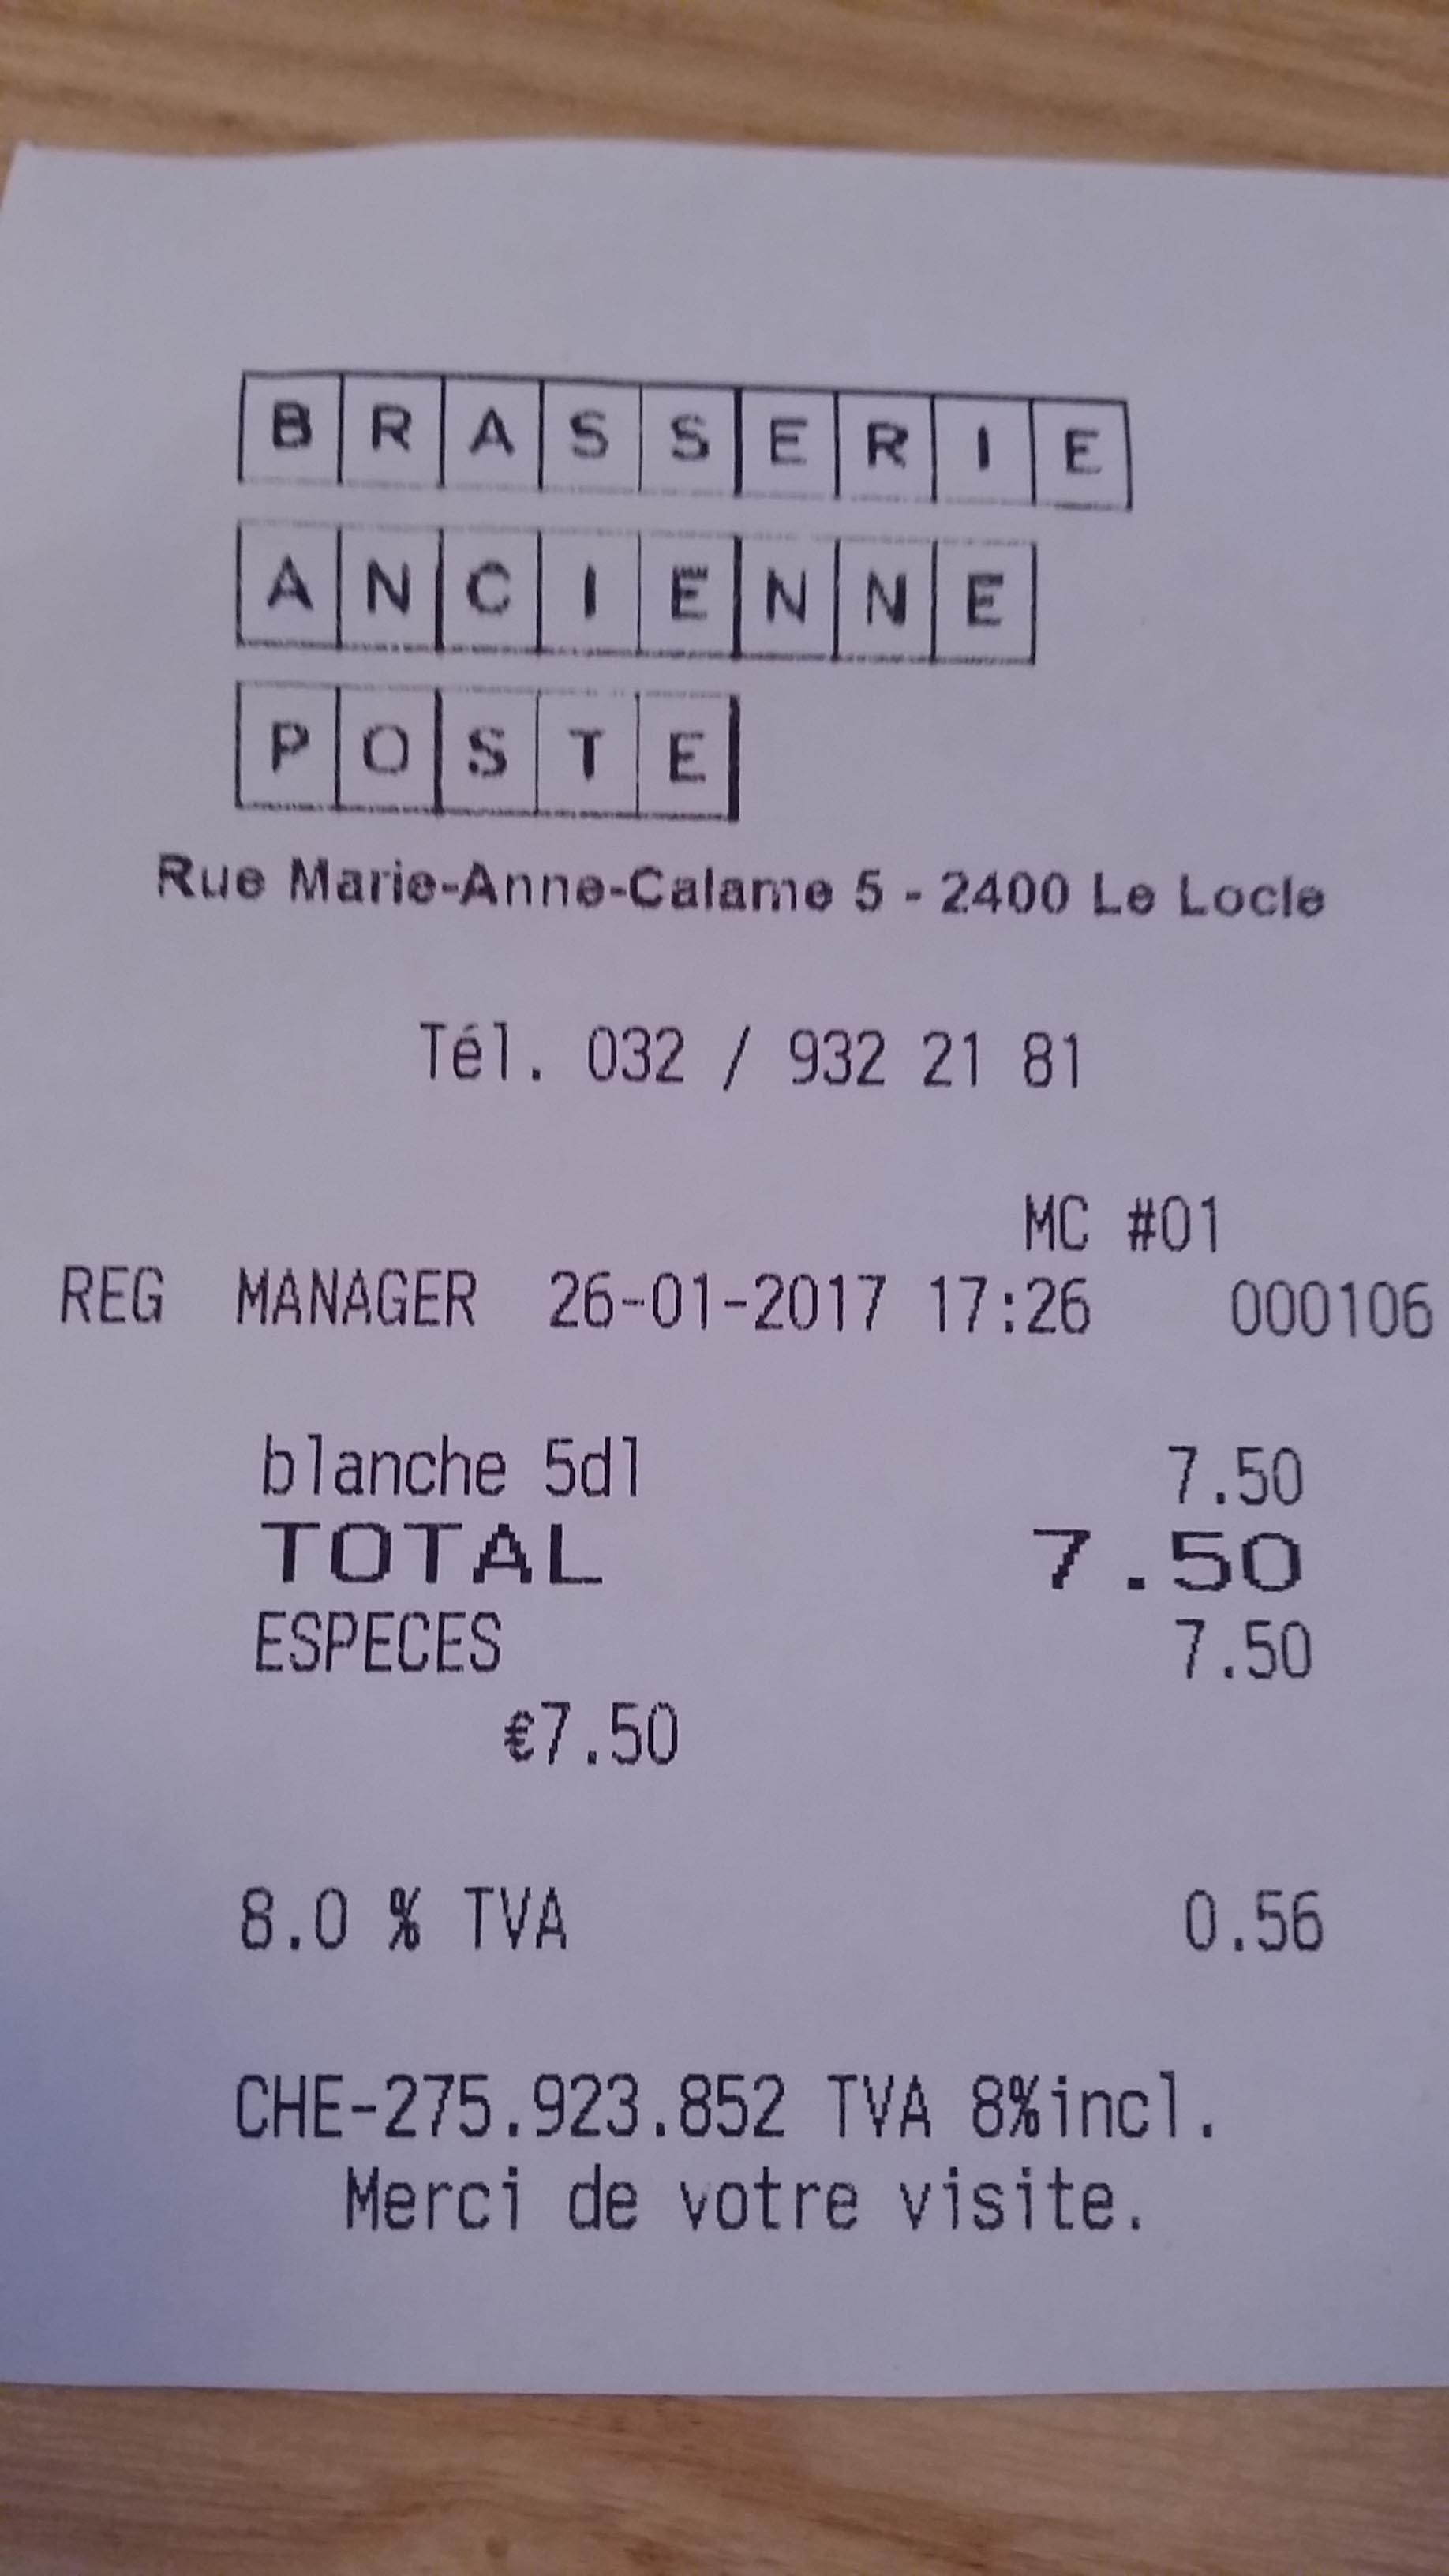 BRASSERIE
ANCIENNE
POSTE
Rue Marie-Anne-Calame 5 - 2400 Le Locle
Tél. 032 / 932 21 81
MC #01
REG MANAGER 26-01-2017 17:26 000106
blanche 5dl 7.50
TOTAL 7.50
ESPECES 7.50
€7.50
8.0 % TVA 0.56
CHE-275.923.852 TVA 8%incl.
Merci de votre visite.